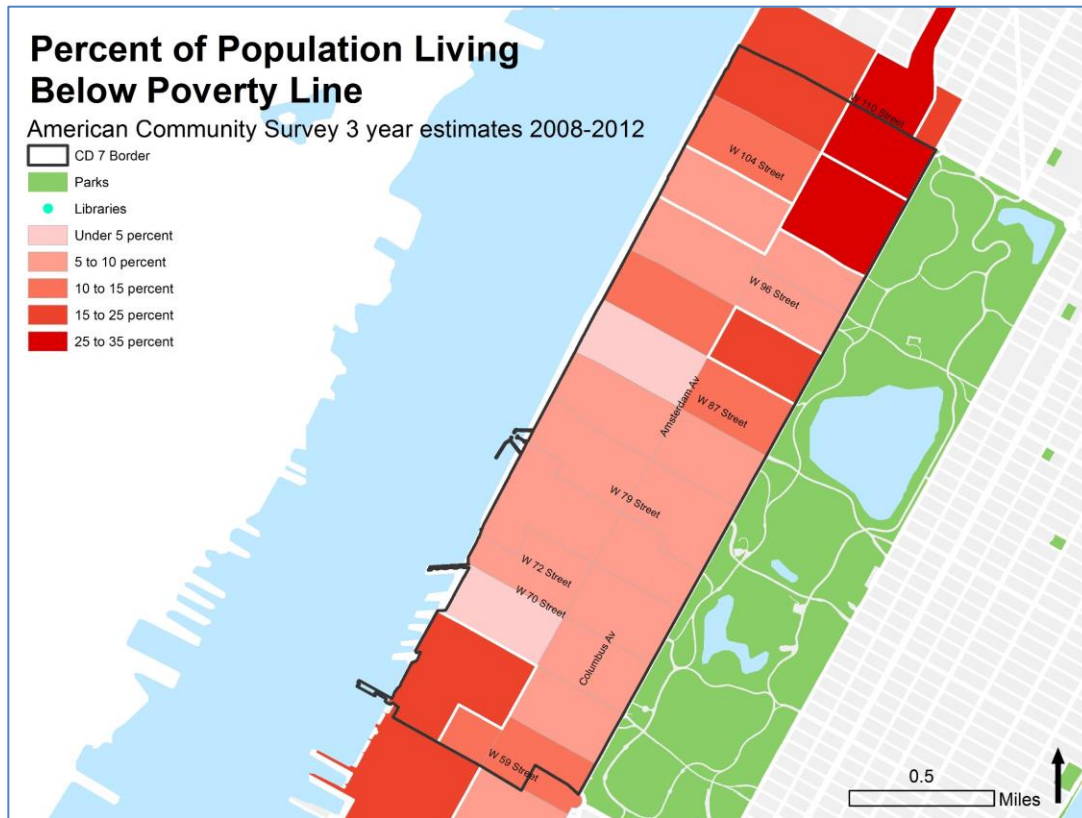 Percent of Population Living
Below Poverty Line
American Community Survey 3 year estimates 2008-2012
CD 7 Border
Parks
Libraries
Under 5 percent
5 to 10 percent
10 to 15 percent
15 to 25 percent
25 to 35 percent
W 110 Street
W 104 Street
W 96 Street
Amsterdam Av
W 87 Street
W 79 Street
W 72 Street
W 70 Street
Columbus Av
W 59 Street
0.5
Miles